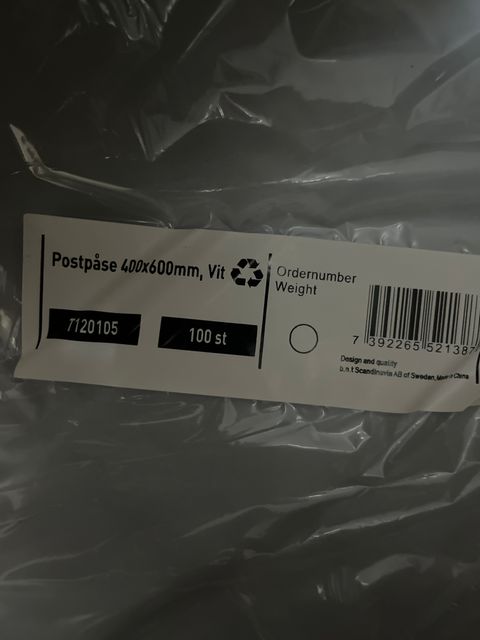 Postpåse 400x600mm, Vit
T120105
100 st
Ordernumber
Weight
7 392265 521387
Design and quality
b.n.t Scandinavia AB of Sweden, Made in China